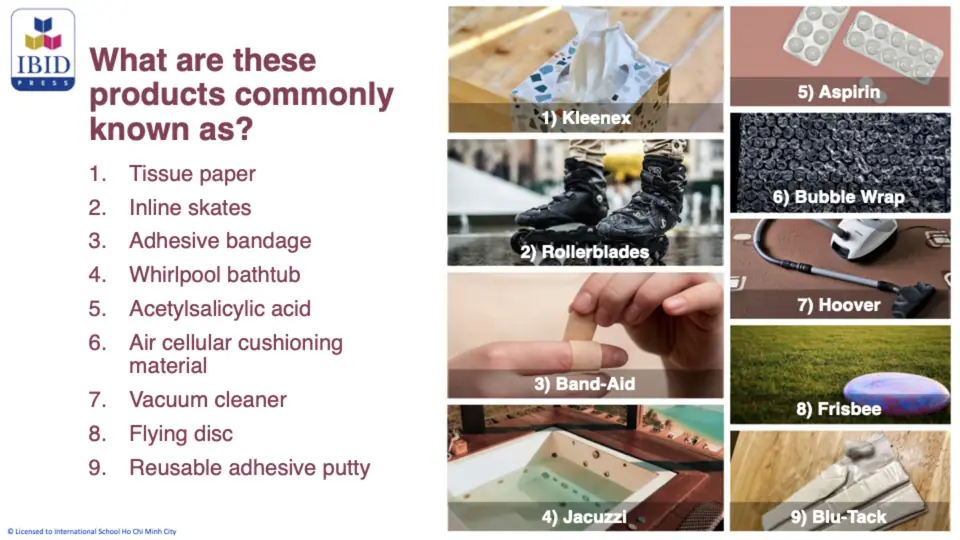 IBID
PRESS
What are these
products commonly
known as?
1. Tissue paper
2. Inline skates
3. Adhesive bandage
4. Whirlpool bathtub
5. Acetylsalicylic acid
6. Air cellular cushioning
material
7. Vacuum cleaner
8. Flying disc
9. Reusable adhesive putty
© Licensed to International School Ho Chi Minh City
1) Kleenex
2) Rollerblades
3) Band-Aid
4) Jacuzzi
5) Aspirin
6) Bubble Wrap
7) Hoover
8) Frisbee
9) Blu-Tack